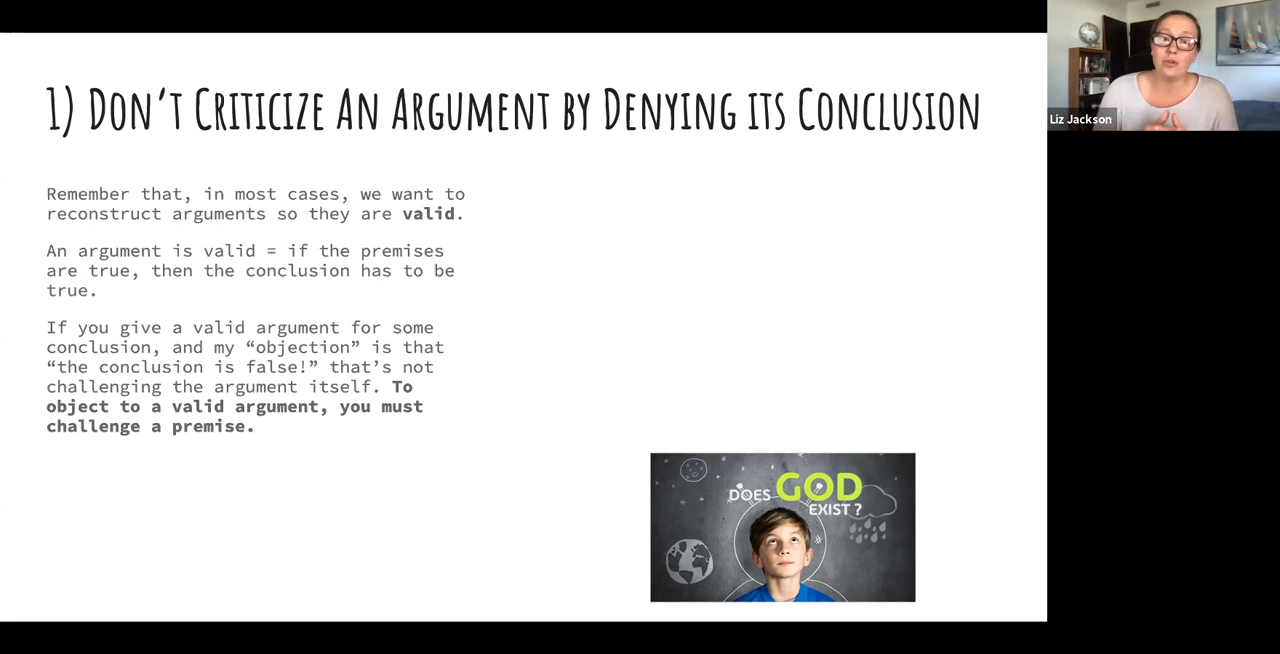 1) Don't Criticize An Argument by Denying its Conclusion
Remember that, in most cases, we want to
reconstruct arguments so they are valid.
An argument is valid = if the premises
are true, then the conclusion has to be
true.
If you give a valid argument for some
conclusion, and my “objection” is that
“the conclusion is false!” that's not
challenging the argument itself. To
object to a valid argument, you must
challenge a premise.
DOES GOD
EXIST ?
Liz Jackson